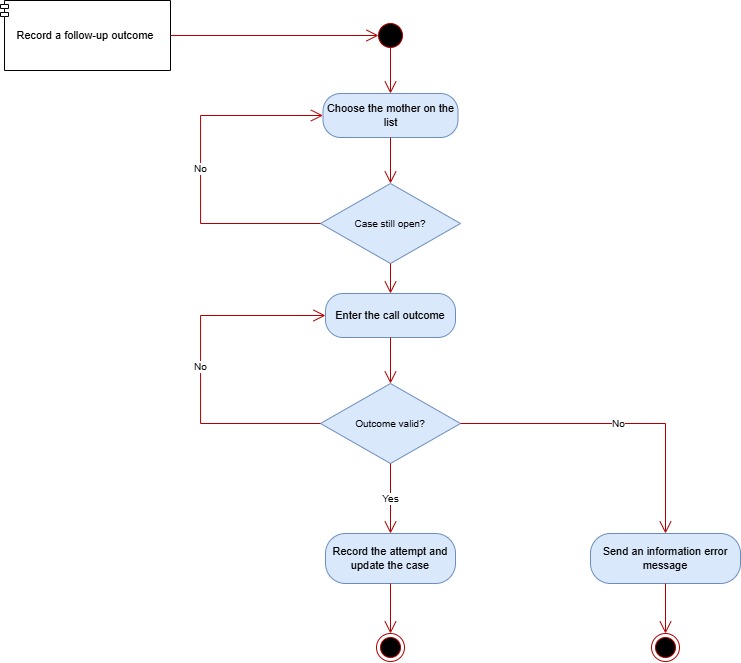 Record a follow-up outcome
Choose the mother on the
list
No
Case still open?
Enter the call outcome
No
Outcome valid?
No
Yes
Record the attempt and
update the case
Send an information error
message